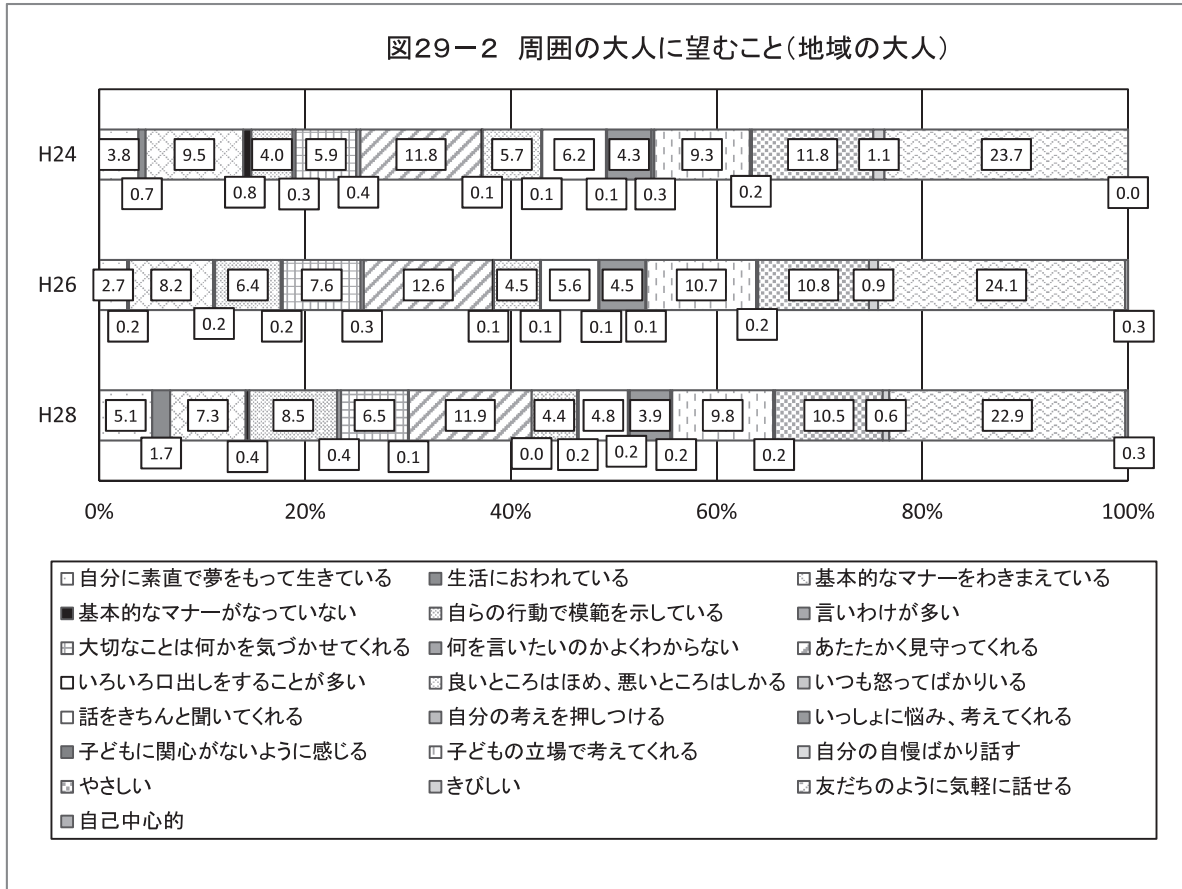 図29－2 周囲の大人に望むこと(地域の大人)
H24
3.8 9.5 4.0 5.9 11.8 5.7 6.2 4.3 9.3 11.8 1.1 23.7
0.7 0.8 0.3 0.4 0.1 0.1 0.1 0.3 0.2 0.0
H26
2.7 8.2 6.4 7.6 12.6 4.5 5.6 4.5 10.7 10.8 0.9 24.1
0.2 0.2 0.2 0.3 0.1 0.1 0.1 0.1 0.2 0.3
H28
5.1 7.3 8.5 6.5 11.9 4.4 4.8 3.9 9.8 10.5 0.6 22.9
1.7 0.4 0.4 0.1 0.0 0.2 0.2 0.2 0.2 0.3
0% 20% 40% 60% 80% 100%
自分に素直で夢をもって生きている 生活におわれている 基本的なマナーをわきまえている
基本的なマナーがなっていない 自らの行動で模範を示している 言いわけが多い
大切なことは何かを気づかせてくれる 何を言いたいのかよくわからない あたたかく見守ってくれる
いろいろ口出しをすることが多い 良いところはほめ、悪いところはしかる いつも怒ってばかりいる
話をきちんと聞いてくれる 自分の考えを押しつける いっしょに悩み、考えてくれる
子どもに関心がないように感じる 子どもの立場で考えてくれる 自分の自慢ばかり話す
やさしい きびしい 友だちのように気軽に話せる
自己中心的